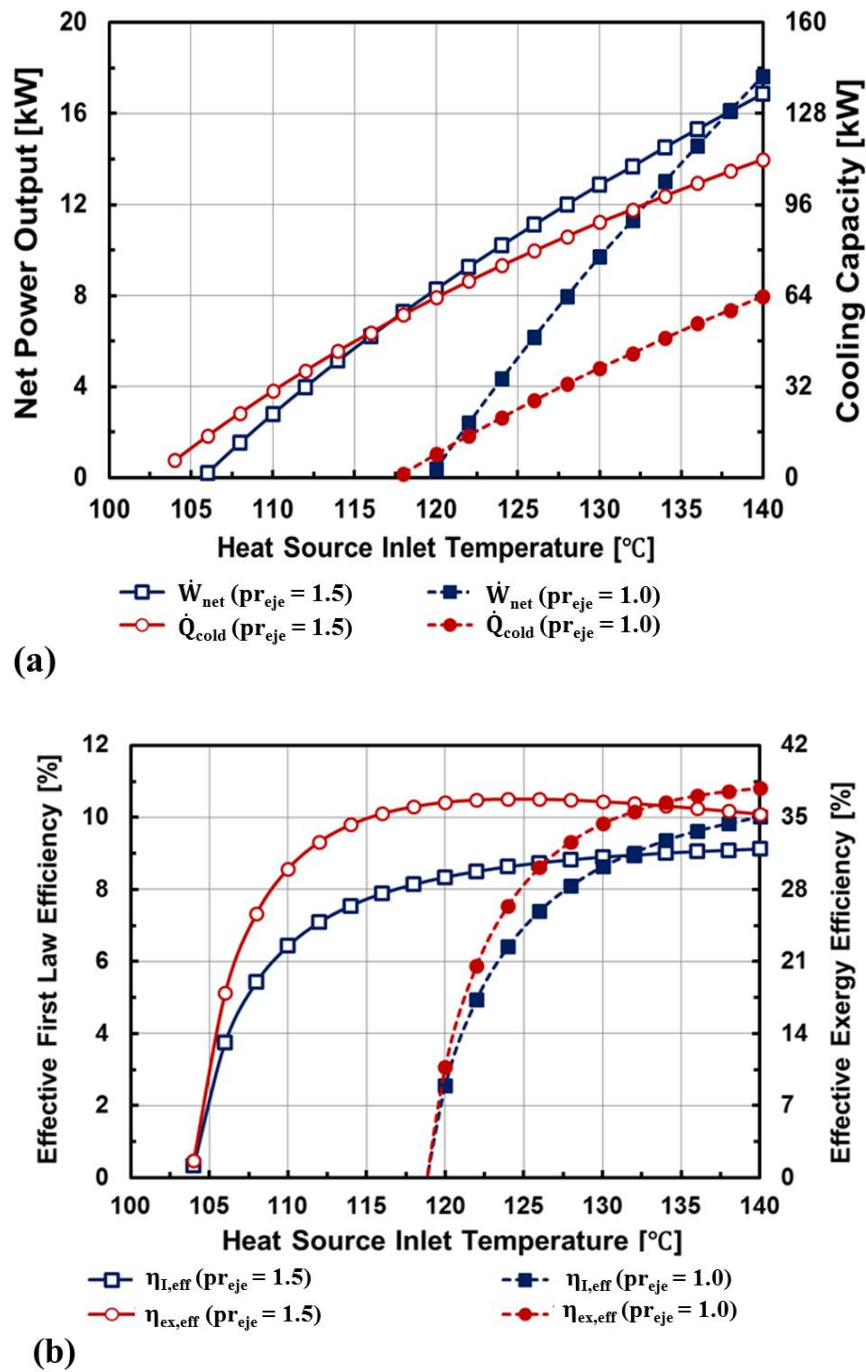 20
16
12
8
4
0
Net Power Output [kW]
160
128
96
64
32
0
Cooling Capacity [kW]
100 105 110 115 120 125 130 135 140
Heat Source Inlet Temperature [℃]
Ẇnet (preje = 1.5) Ẇnet (preje = 1.0)
Q̇cold (preje = 1.5) Q̇cold (preje = 1.0)
(a)
12
10
8
6
4
2
0
Effective First Law Efficiency [%]
42
35
28
21
14
7
0
Effective Exergy Efficiency [%]
100 105 110 115 120 125 130 135 140
Heat Source Inlet Temperature [℃]
ηI,eff (preje = 1.5) ηI,eff (preje = 1.0)
ηex,eff (preje = 1.5) ηex,eff (preje = 1.0)
(b)